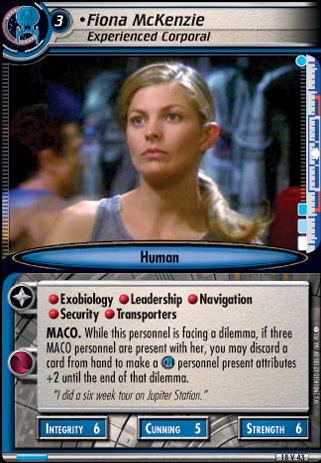 3
•Fiona McKenzie
Experienced Corporal
Human
Exobiology Leadership Navigation
Security Transporters
MACO. While this personnel is facing a dilemma, if three
MACO personnel are present with her, you may discard a
card from hand to make a personnel present attributes
+2 until the end of that dilemma.
"I did a six week tour on Jupiter Station."
INTEGRITY 6 CUNNING 5 STRENGTH 6
18 V 45